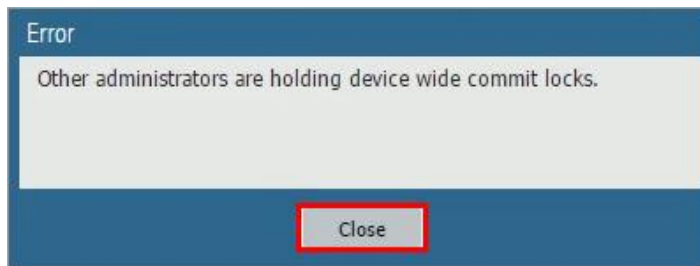 Error
Other administrators are holding device wide commit locks.
Close